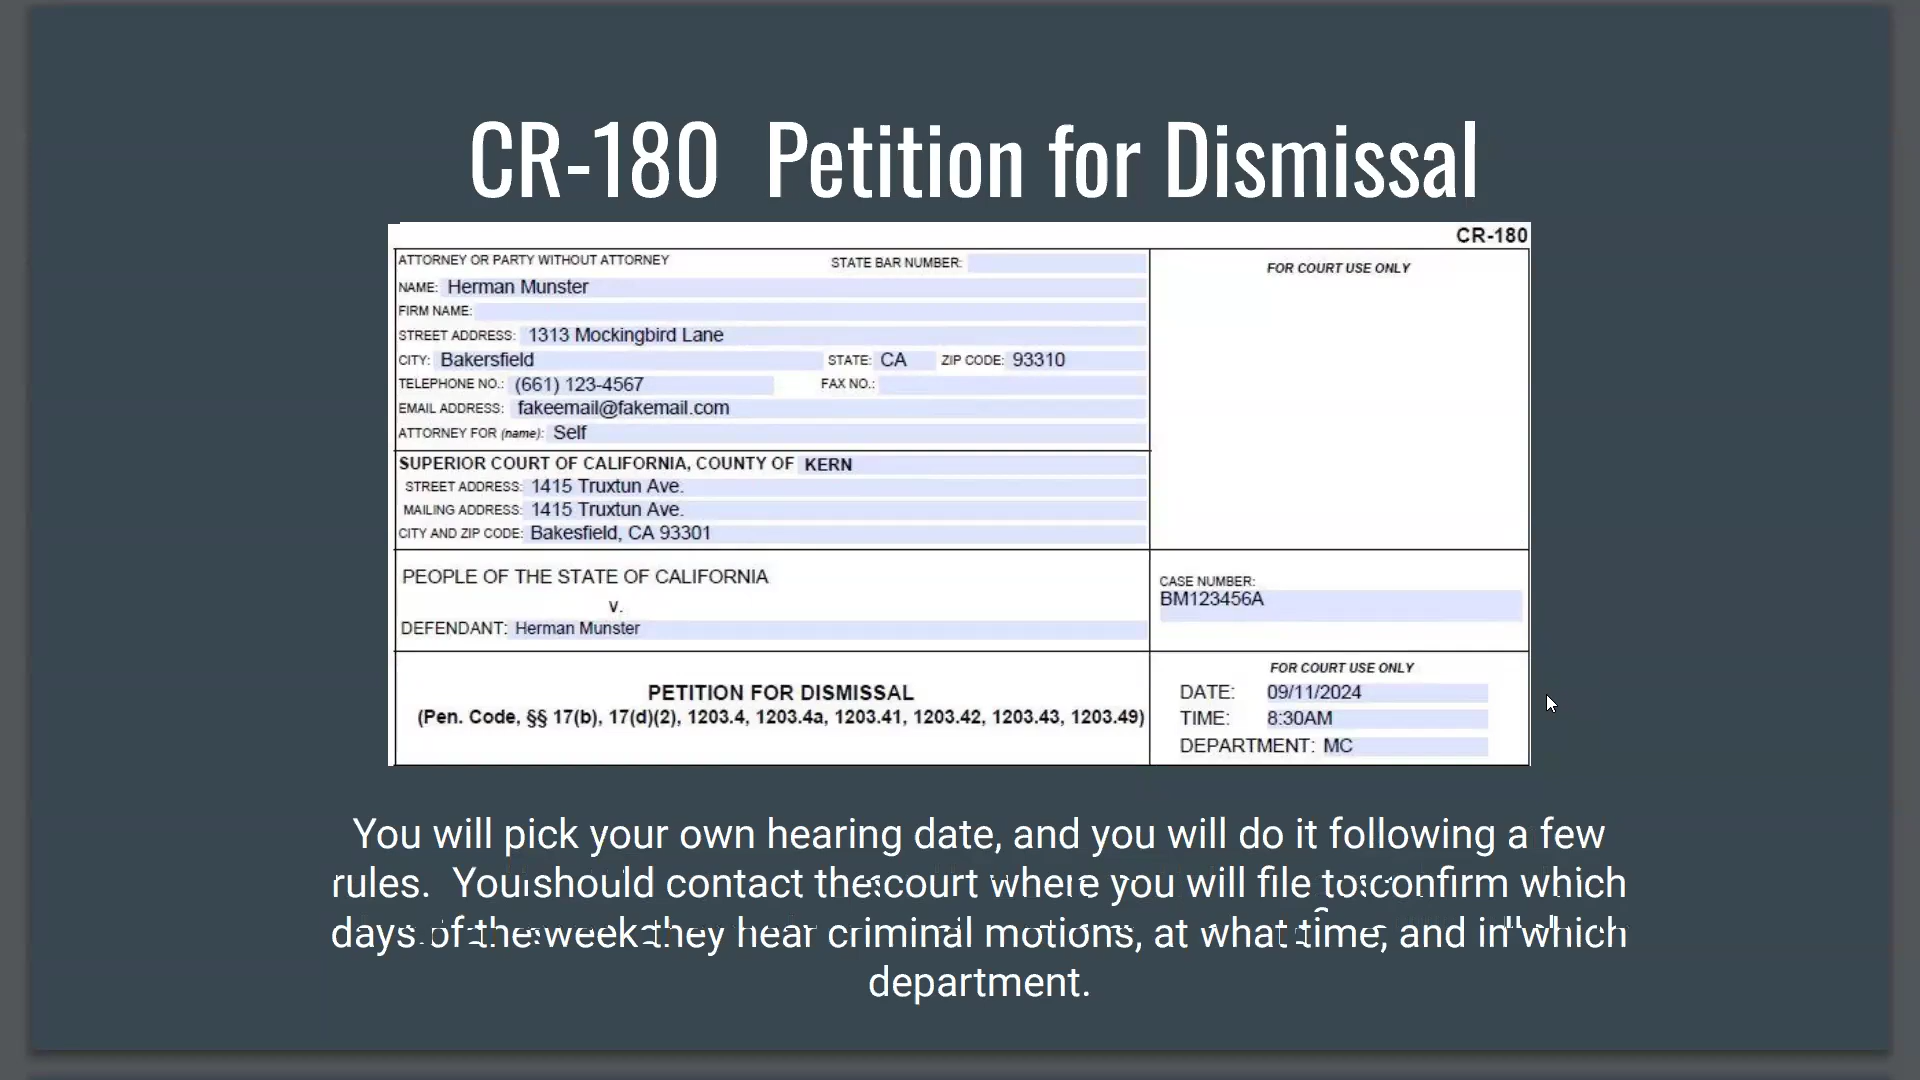 CR-180 Petition for Dismissal
CR-180
ATTORNEY OR PARTY WITHOUT ATTORNEY STATE BAR NUMBER:
NAME: Herman Munster
FIRM NAME:
STREET ADDRESS: 1313 Mockingbird Lane
CITY: Bakersfield STATE: CA ZIP CODE: 93310
TELEPHONE NO.: (661) 123-4567 FAX NO.:
EMAIL ADDRESS: fakeemail@fakemail.com
ATTORNEY FOR (name): Self
FOR COURT USE ONLY
SUPERIOR COURT OF CALIFORNIA, COUNTY OF KERN
STREET ADDRESS: 1415 Truxtun Ave.
MAILING ADDRESS: 1415 Truxtun Ave.
CITY AND ZIP CODE: Bakesfield, CA 93301
PEOPLE OF THE STATE OF CALIFORNIA
v.
DEFENDANT: Herman Munster
CASE NUMBER:
BM123456A
PETITION FOR DISMISSAL
(Pen. Code, §§ 17(b), 17(d)(2), 1203.4, 1203.4a, 1203.41, 1203.42, 1203.43, 1203.49)
FOR COURT USE ONLY
DATE: 09/11/2024
TIME: 8:30AM
DEPARTMENT: MC
You will pick your own hearing date, and you will do it following a few
rules. You should contact the court where you will file to confirm which
days of the week they hear criminal motions, at what time, and in which
department.